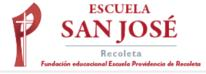 ESCUELA
SAN JOSÉ
Recoleta
Fundación educacional Escuela Providencia de Recoleta